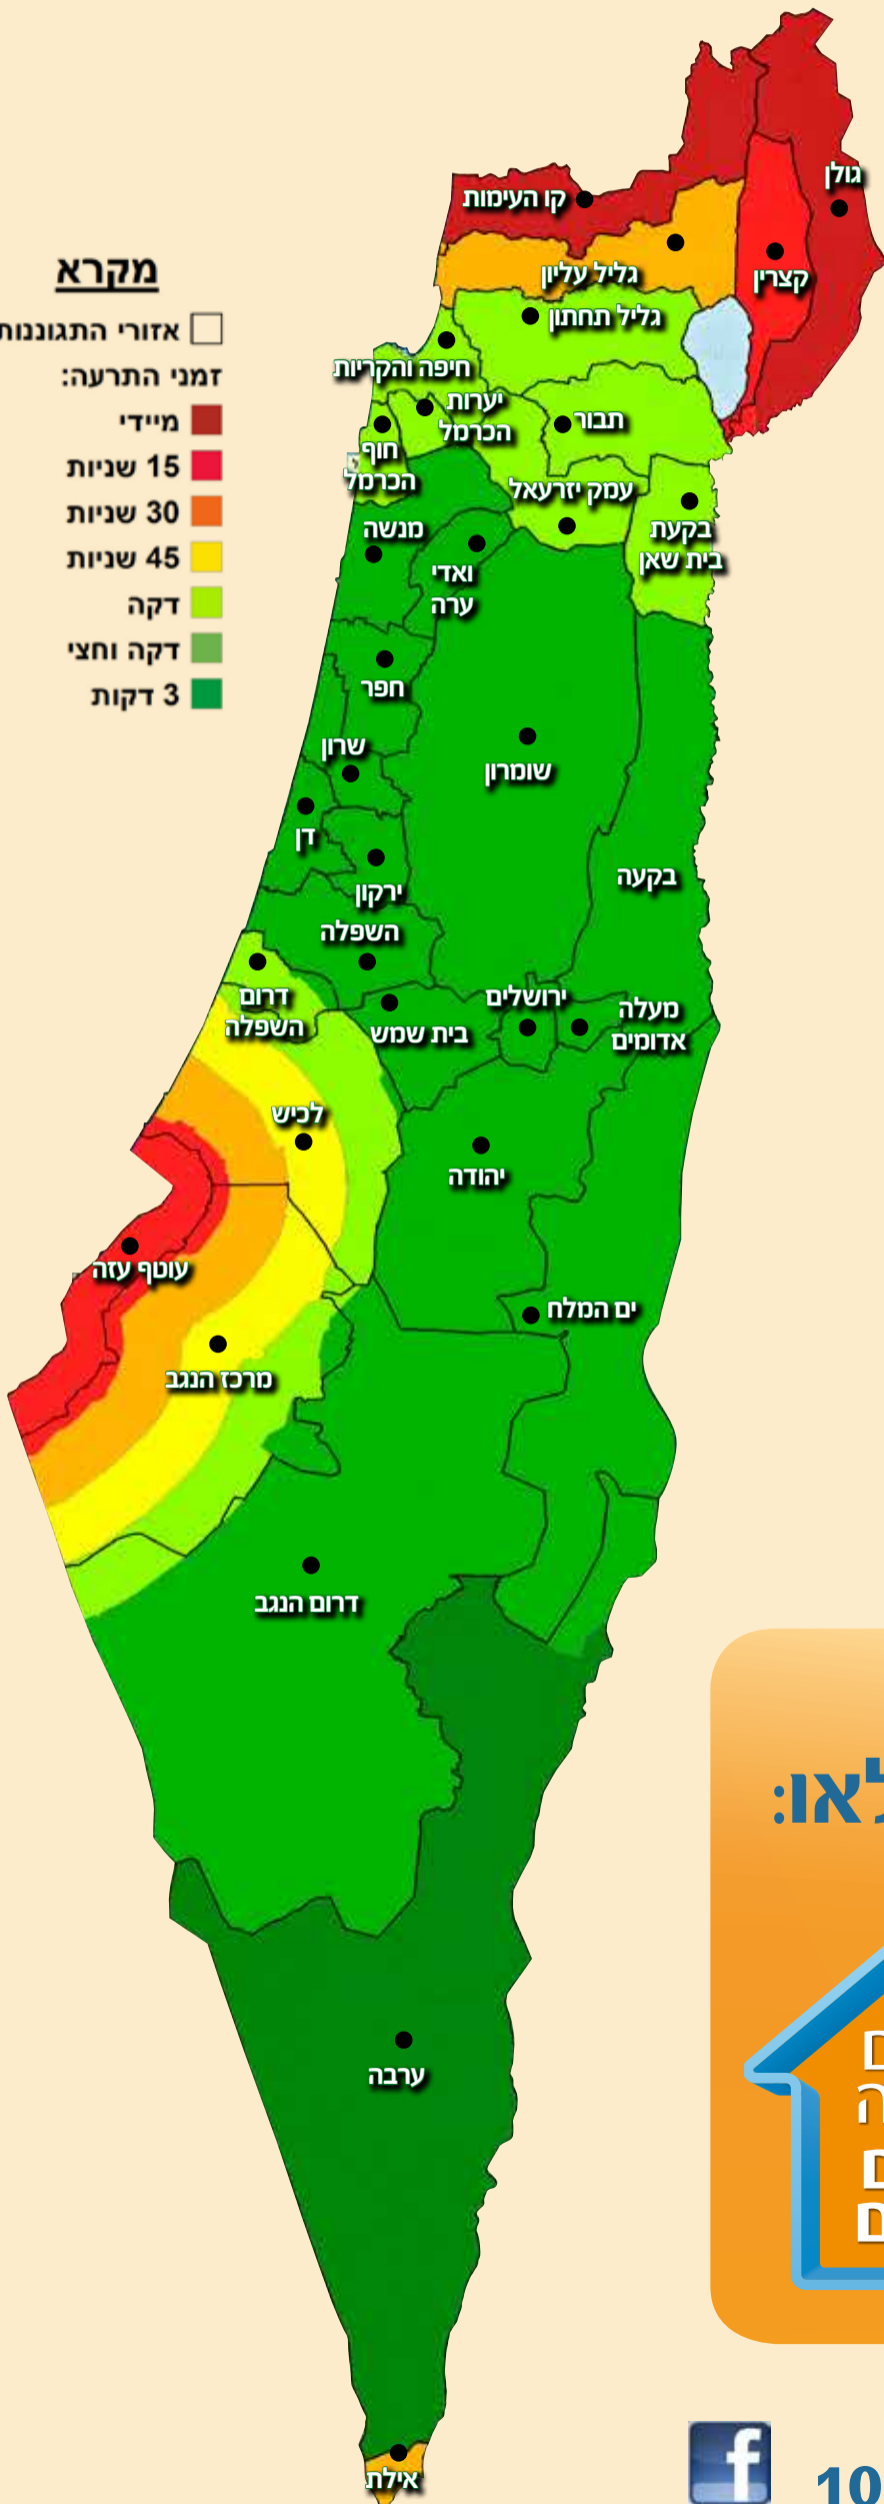 מקרא
אזורי התגוננות
זמני התרעה:
מיידי
15 שניות
30 שניות
45 שניות
דקה
דקה וחצי
3 דקות
גולן
קו העימות
קצרין
גליל עליון
גליל תחתון
חיפה והקריות
יערות
הכרמל
תבור
חוף
הכרמל
עמק יזרעאל
בקעת
בית שאן
מנשה
ואדי
ערה
חפר
שרון
שומרון
דן
ירקון
בקעה
השפלה
דרום
השפלה
ירושלים
מעלה
אדומים
בית שמש
לכיש
יהודה
עוטף עזה
ים המלח
מרכז הנגב
דרום הנגב
ערבה
אילת
לאו:
ם
ה
ם
ם
f
10